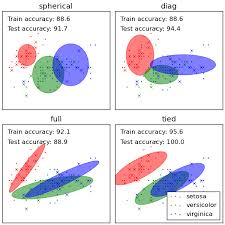 spherical
Train accuracy: 88.6
Test accuracy: 91.7
diag
Train accuracy: 88.6
Test accuracy: 94.4
full
Train accuracy: 92.1
Test accuracy: 88.9
tied
Train accuracy: 95.6
Test accuracy: 100.0
setosa
versicolor
virginica